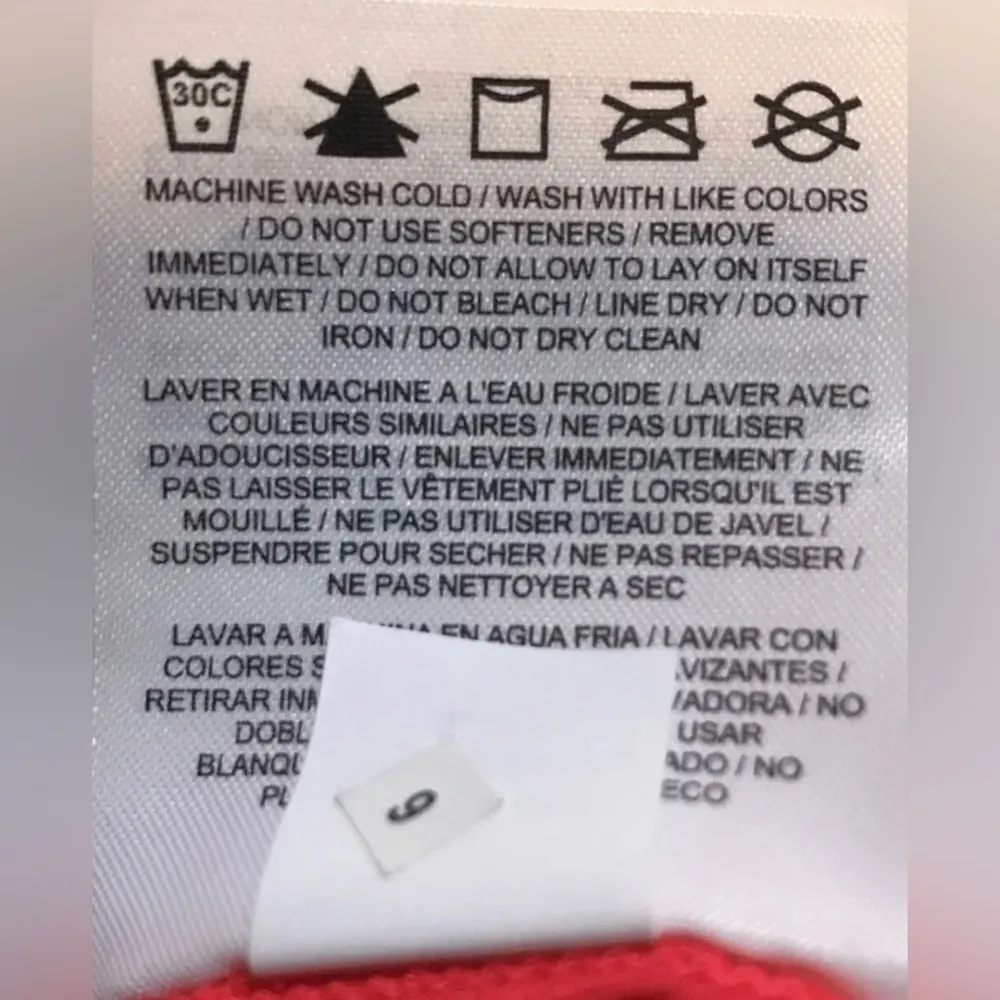 30C
MACHINE WASH COLD / WASH WITH LIKE COLORS
/ DO NOT USE SOFTENERS / REMOVE
IMMEDIATELY / DO NOT ALLOW TO LAY ON ITSELF
WHEN WET / DO NOT BLEACH / LINE DRY / DO NOT
IRON / DO NOT DRY CLEAN
LAVER EN MACHINE A L'EAU FROIDE / LAVER AVEC
COULEURS SIMILAIRES / NE PAS UTILISER
D'ADOUCISSEUR / ENLEVER IMMEDIATEMENT / NE
PAS LAISSER LE VÊTEMENT PLIÉ LORSQU'IL EST
MOUILLÉ / NE PAS UTILISER D'EAU DE JAVEL /
SUSPENDRE POUR SECHER / NE PAS REPASSER /
NE PAS NETTOYER A SEC
LAVAR A EN AGUA FRIA / LAVAR CON
COLORES /
RETIRAR / NO
USAR
/ NO